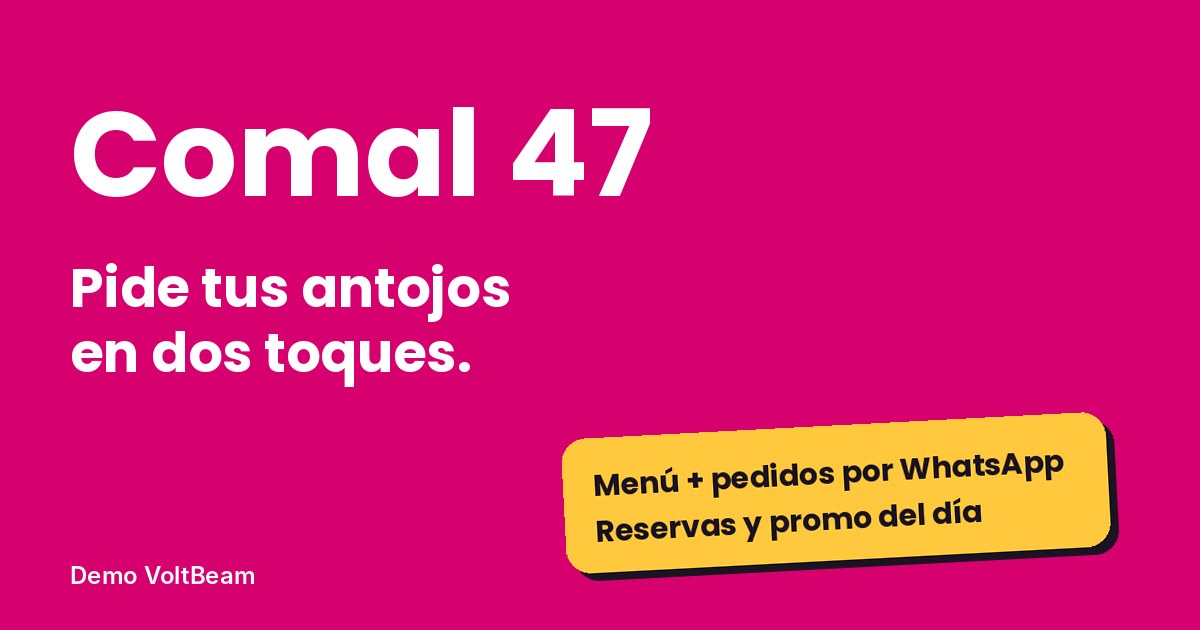 Comal 47
Pide tus antojos
en dos toques.
Menú + pedidos por WhatsApp
Reservas y promo del día
Demo VoltBeam